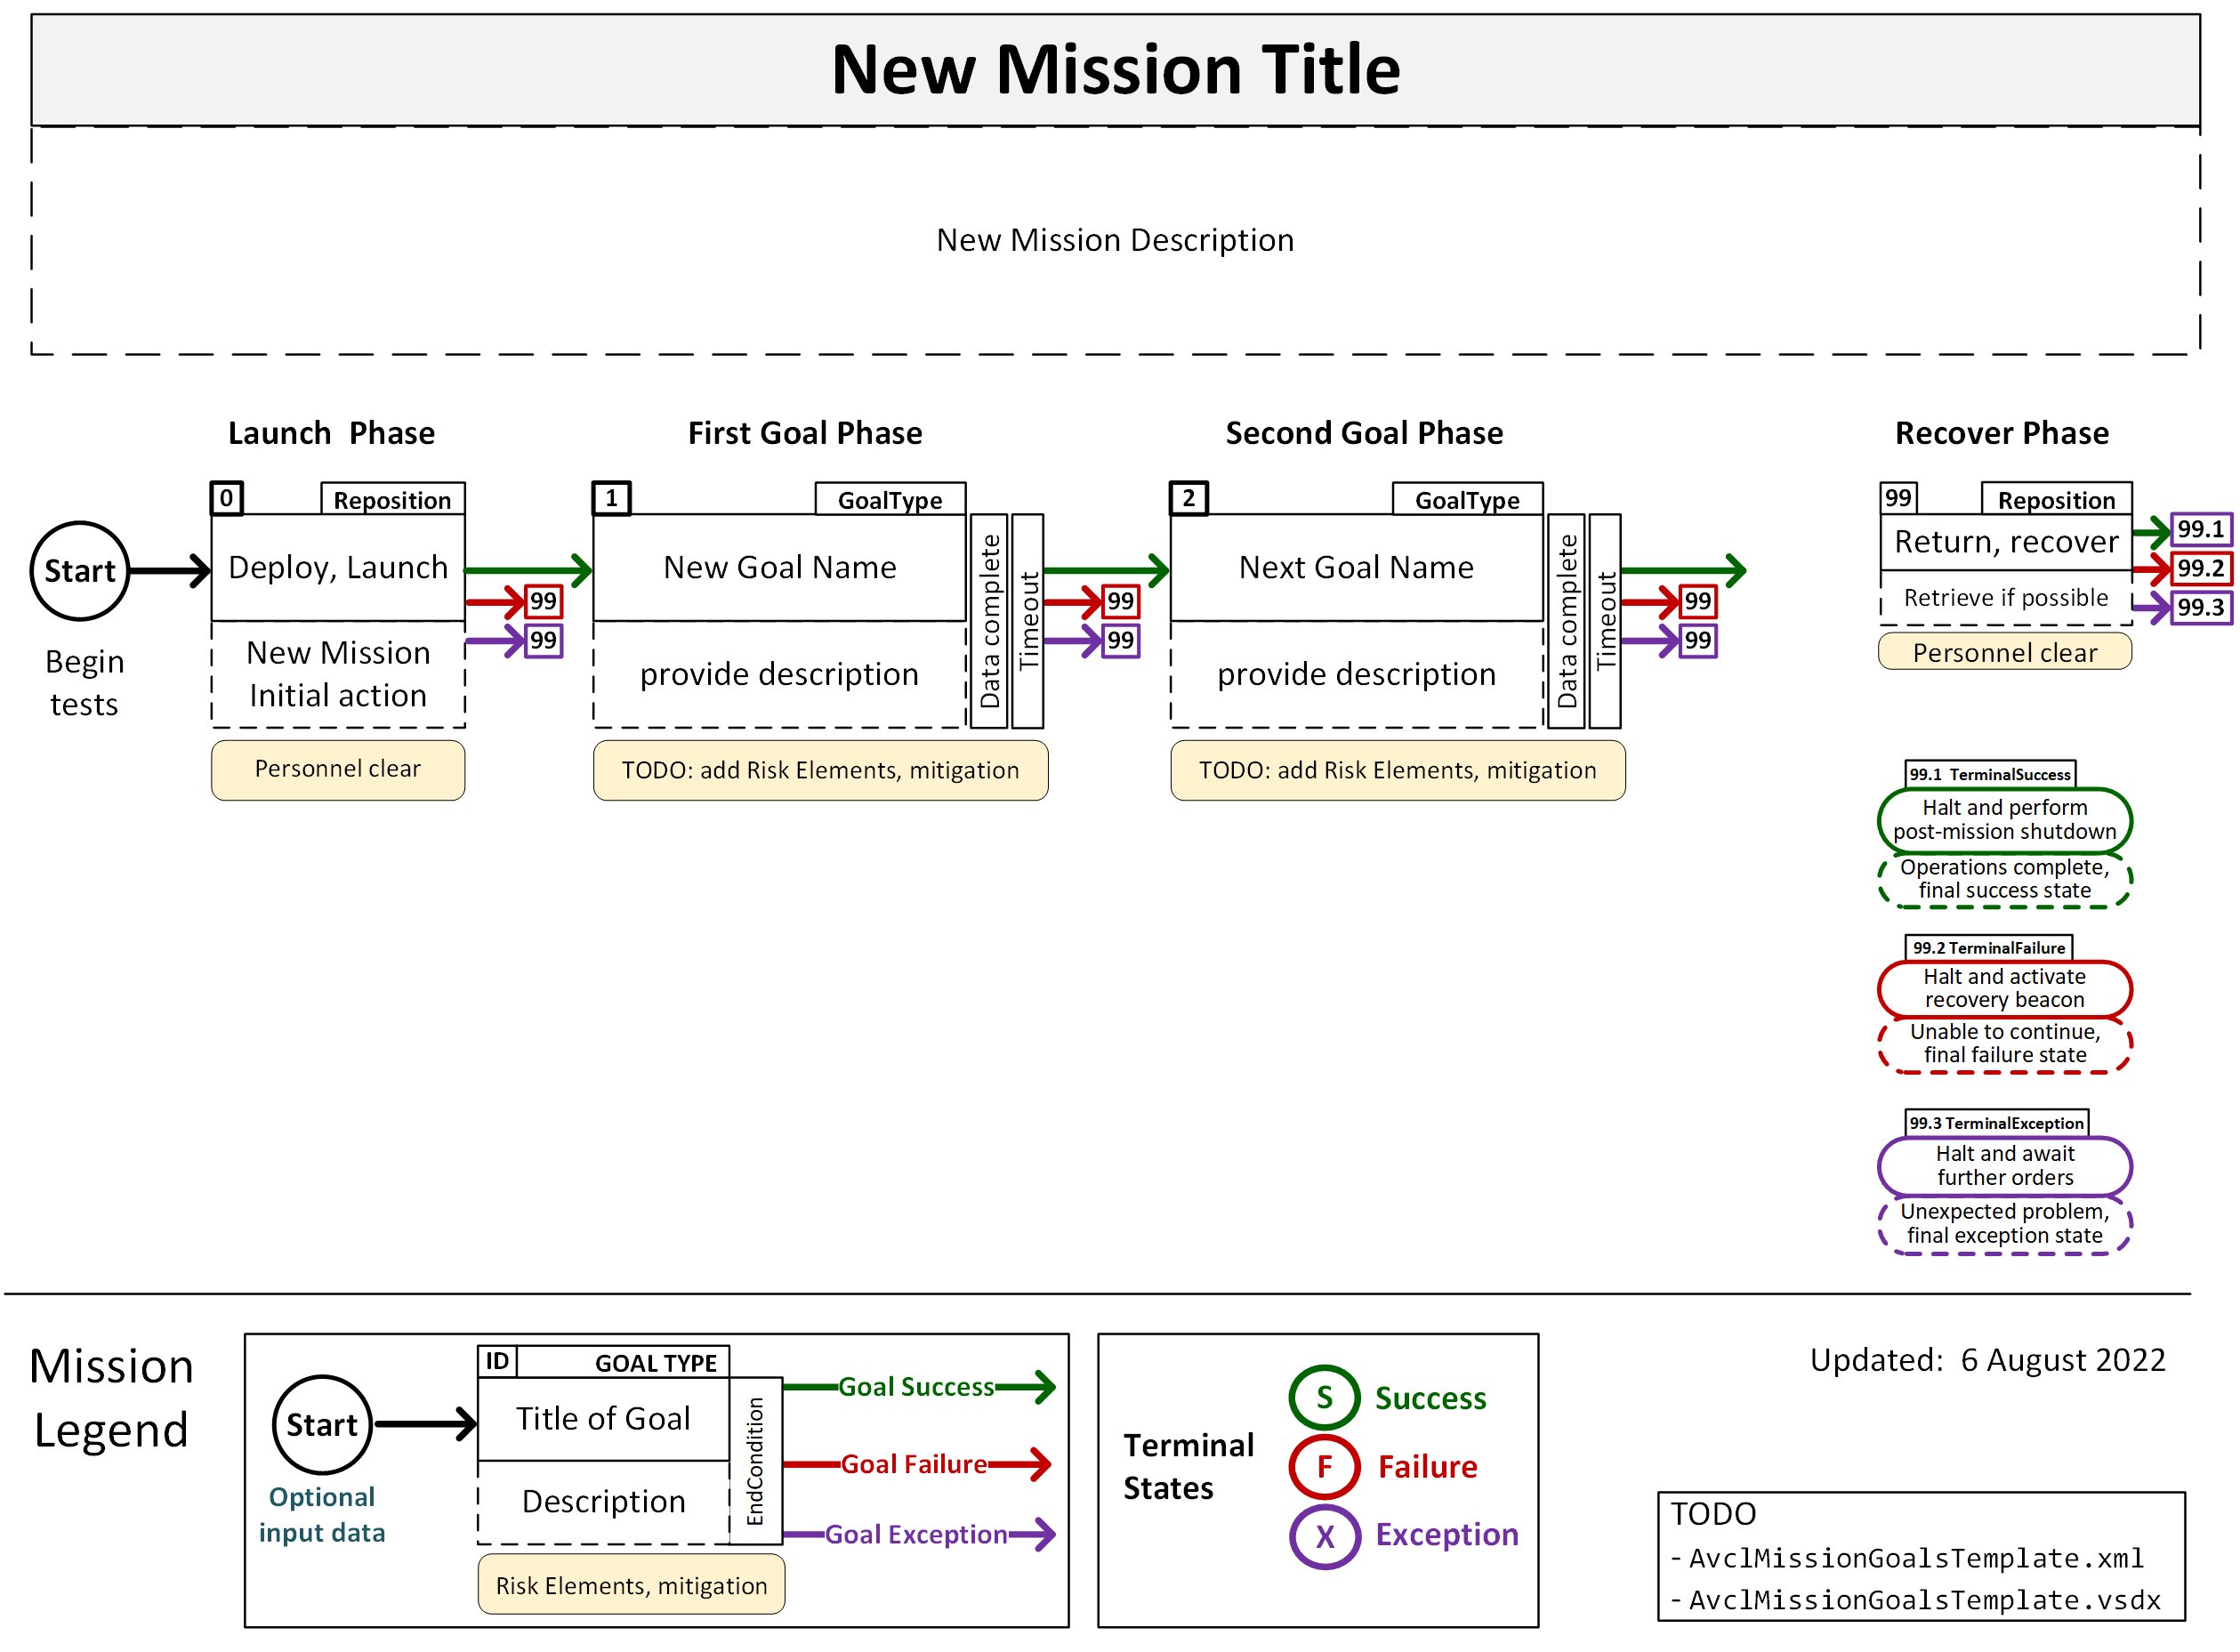 New Mission Title
New Mission Description
Launch  Phase
First Goal Phase
Second Goal Phase
Recover Phase
Start
Begin
tests
0
Reposition
Deploy, Launch
New Mission
Initial action
Personnel clear
99
99
1
GoalType
New Goal Name
provide description
Data complete
Timeout
TODO: add Risk Elements, mitigation
99
99
2
GoalType
Next Goal Name
provide description
Data complete
Timeout
TODO: add Risk Elements, mitigation
99
99
99
Reposition
Return, recover
Retrieve if possible
Personnel clear
99.1
99.2
99.3
99.1  TerminalSuccess
Halt and perform
post-mission shutdown
Operations complete,
final success state
99.2 TerminalFailure
Halt and activate
recovery beacon
Unable to continue,
final failure state
99.3 TerminalException
Halt and await
further orders
Unexpected problem,
final exception state
Mission
Legend
Start
Optional
input data
ID
GOAL TYPE
Title of Goal
Description
EndCondition
Risk Elements, mitigation
Goal Success
Goal Failure
Goal Exception
Terminal
States
S Success
F Failure
X Exception
Updated:  6 August 2022
TODO
- AvclMissionGoalsTemplate.xml
- AvclMissionGoalsTemplate.vsdx